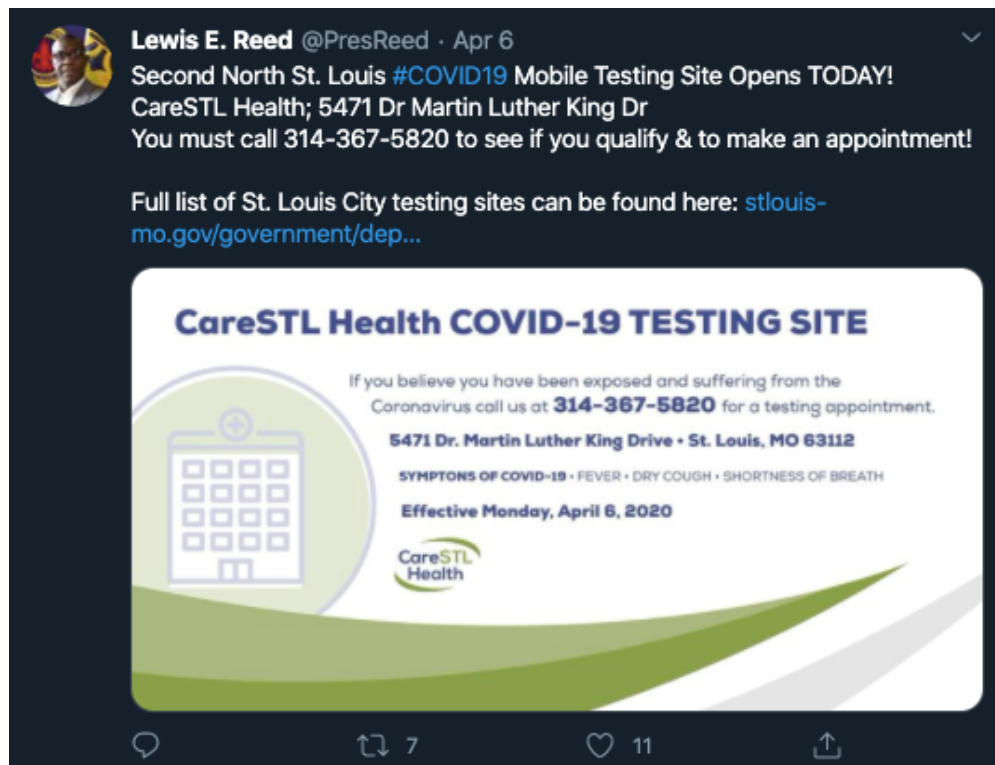 Lewis E. Reed @PresReed · Apr 6
Second North St. Louis #COVID19 Mobile Testing Site Opens TODAY!
CareSTL Health; 5471 Dr Martin Luther King Dr
You must call 314-367-5820 to see if you qualify & to make an appointment!
Full list of St. Louis City testing sites can be found here: stlouis-
mo.gov/government/dep...
CareSTL Health COVID-19 TESTING SITE
If you believe you have been exposed and suffering from the
Coronavirus call us at 314-367-5820 for a testing appointment.
5471 Dr. Martin Luther King Drive • St. Louis, MO 63112
SYMPTONS OF COVID-19 • FEVER • DRY COUGH • SHORTNESS OF BREATH
Effective Monday, April 6, 2020
CareSTL
Health
7
11